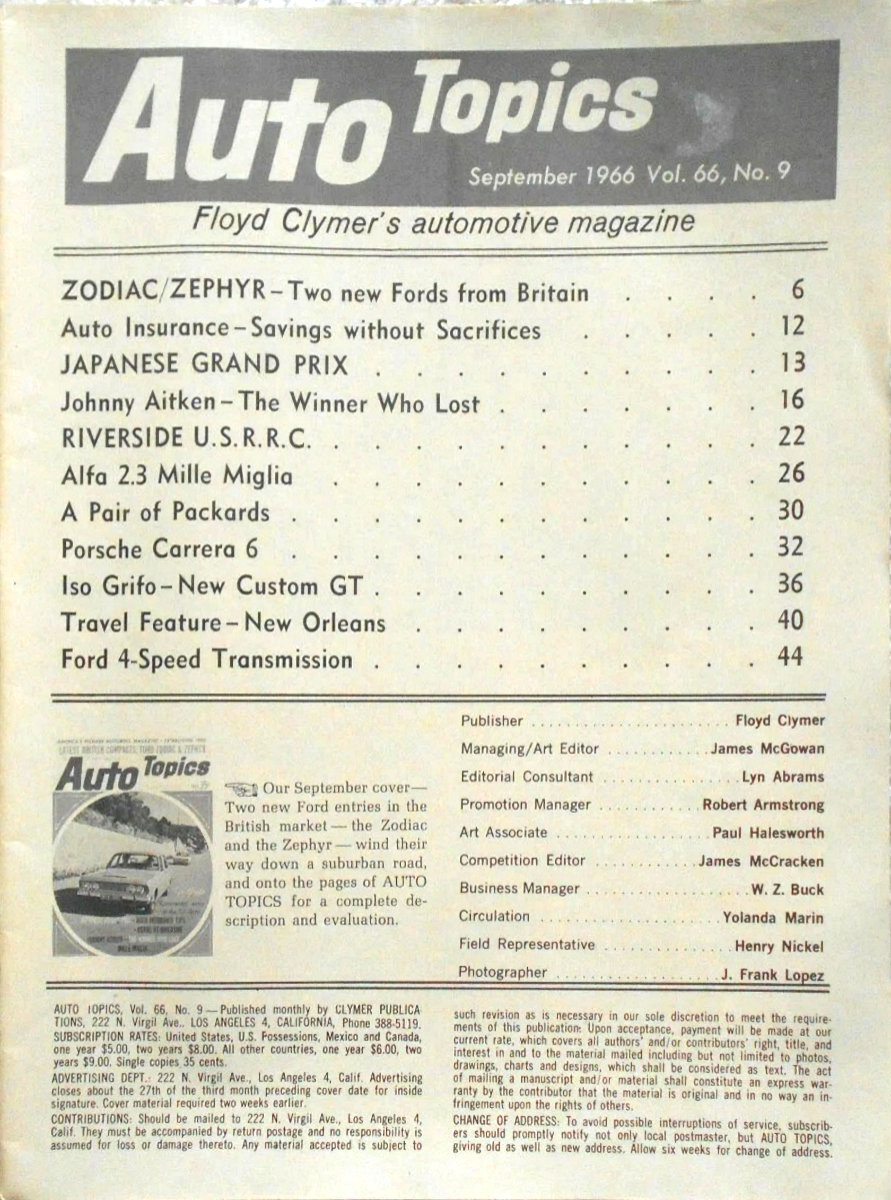 Auto Topics
September 1966 Vol. 66, No. 9
Floyd Clymer's automotive magazine
ZODIAC/ZEPHYR – Two new Fords from Britain . . . . 6
Auto Insurance – Savings without Sacrifices . . . . . 12
JAPANESE GRAND PRIX . . . . . . . . . . 13
Johnny Aitken – The Winner Who Lost . . . . . . . 16
RIVERSIDE U.S.R.R.C. . . . . . . . . . . . 22
Alfa 2.3 Mille Miglia . . . . . . . . . . . 26
A Pair of Packards . . . . . . . . . . . . 30
Porsche Carrera 6 . . . . . . . . . . . . 32
Iso Grifo – New Custom GT . . . . . . . . . . 36
Travel Feature – New Orleans . . . . . . . . . 40
Ford 4-Speed Transmission . . . . . . . . . . 44
LATEST BRITISH COMPACTS, FORD ZODIAC & ZEPHYR
Auto Topics
Our September cover—
Two new Ford entries in the
British market — the Zodiac
and the Zephyr — wind their
way down a suburban road,
and onto the pages of AUTO
TOPICS for a complete de-
scription and evaluation.
Publisher . . . . . . . . . . . . . . . . . . . . . . . Floyd Clymer
Managing/Art Editor . . . . . . . . . . . . James McGowan
Editorial Consultant . . . . . . . . . . . . . . . . . Lyn Abrams
Promotion Manager . . . . . . . . . . . . Robert Armstrong
Art Associate . . . . . . . . . . . . . . . . . . Paul Halesworth
Competition Editor . . . . . . . . . . . . James McCracken
Business Manager . . . . . . . . . . . . . . . . . . . W. Z. Buck
Circulation . . . . . . . . . . . . . . . . . . . . . Yolanda Marin
Field Representative . . . . . . . . . . . . . . . Henry Nickel
Photographer . . . . . . . . . . . . . . . . . . . J. Frank Lopez
AUTO TOPICS, Vol. 66, No. 9 — Published monthly by CLYMER PUBLICA
TIONS, 222 N. Virgil Ave.. LOS ANGELES 4, CALIFORNIA, Phone 388-5119.
SUBSCRIPTION RATES: United States, U.S. Possessions, Mexico and Canada,
one year $5.00, two years $8.00. All other countries, one year $6.00, two
years $9.00. Single copies 35 cents.
ADVERTISING DEPT.: 222 N. Virgil Ave., Los Angeles 4, Calif. Advertising
closes about the 27th of the third month preceding cover date for inside
signature. Cover material required two weeks earlier.
CONTRIBUTIONS: Should be mailed to 222 N. Virgil Ave., Los Angeles 4,
Calif. They must be accompanied by return postage and no responsibility is
assumed for loss or damage thereto. Any material accepted is subject to
such revision as is necessary in our sole discretion to meet the require-
ments of this publication: Upon acceptance, payment will be made at our
current rate, which covers all authors' and/or contributors' right, title, and
interest in and to the material mailed including but not limited to photos,
drawings, charts and designs, which shall be considered as text. The act
of mailing a manuscript and/or material shall constitute an express war-
ranty by the contributor that the material is original and in no way an in-
fringement upon the rights of others.
CHANGE OF ADDRESS: To avoid possible interruptions of service, subscrib-
ers should promptly notify not only local postmaster, but AUTO TOPICS,
giving old as well as new address. Allow six weeks for change of address.